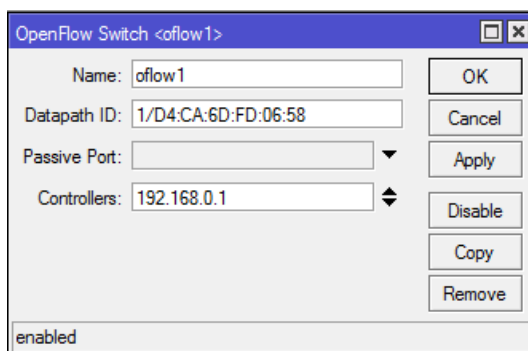 OpenFlow Switch <oflow1>
Name: oflow1
OK
Datapath ID: 1/D4:CA:6D:FD:06:58
Cancel
Passive Port:
Apply
Controllers: 192.168.0.1
Disable
Copy
Remove
enabled